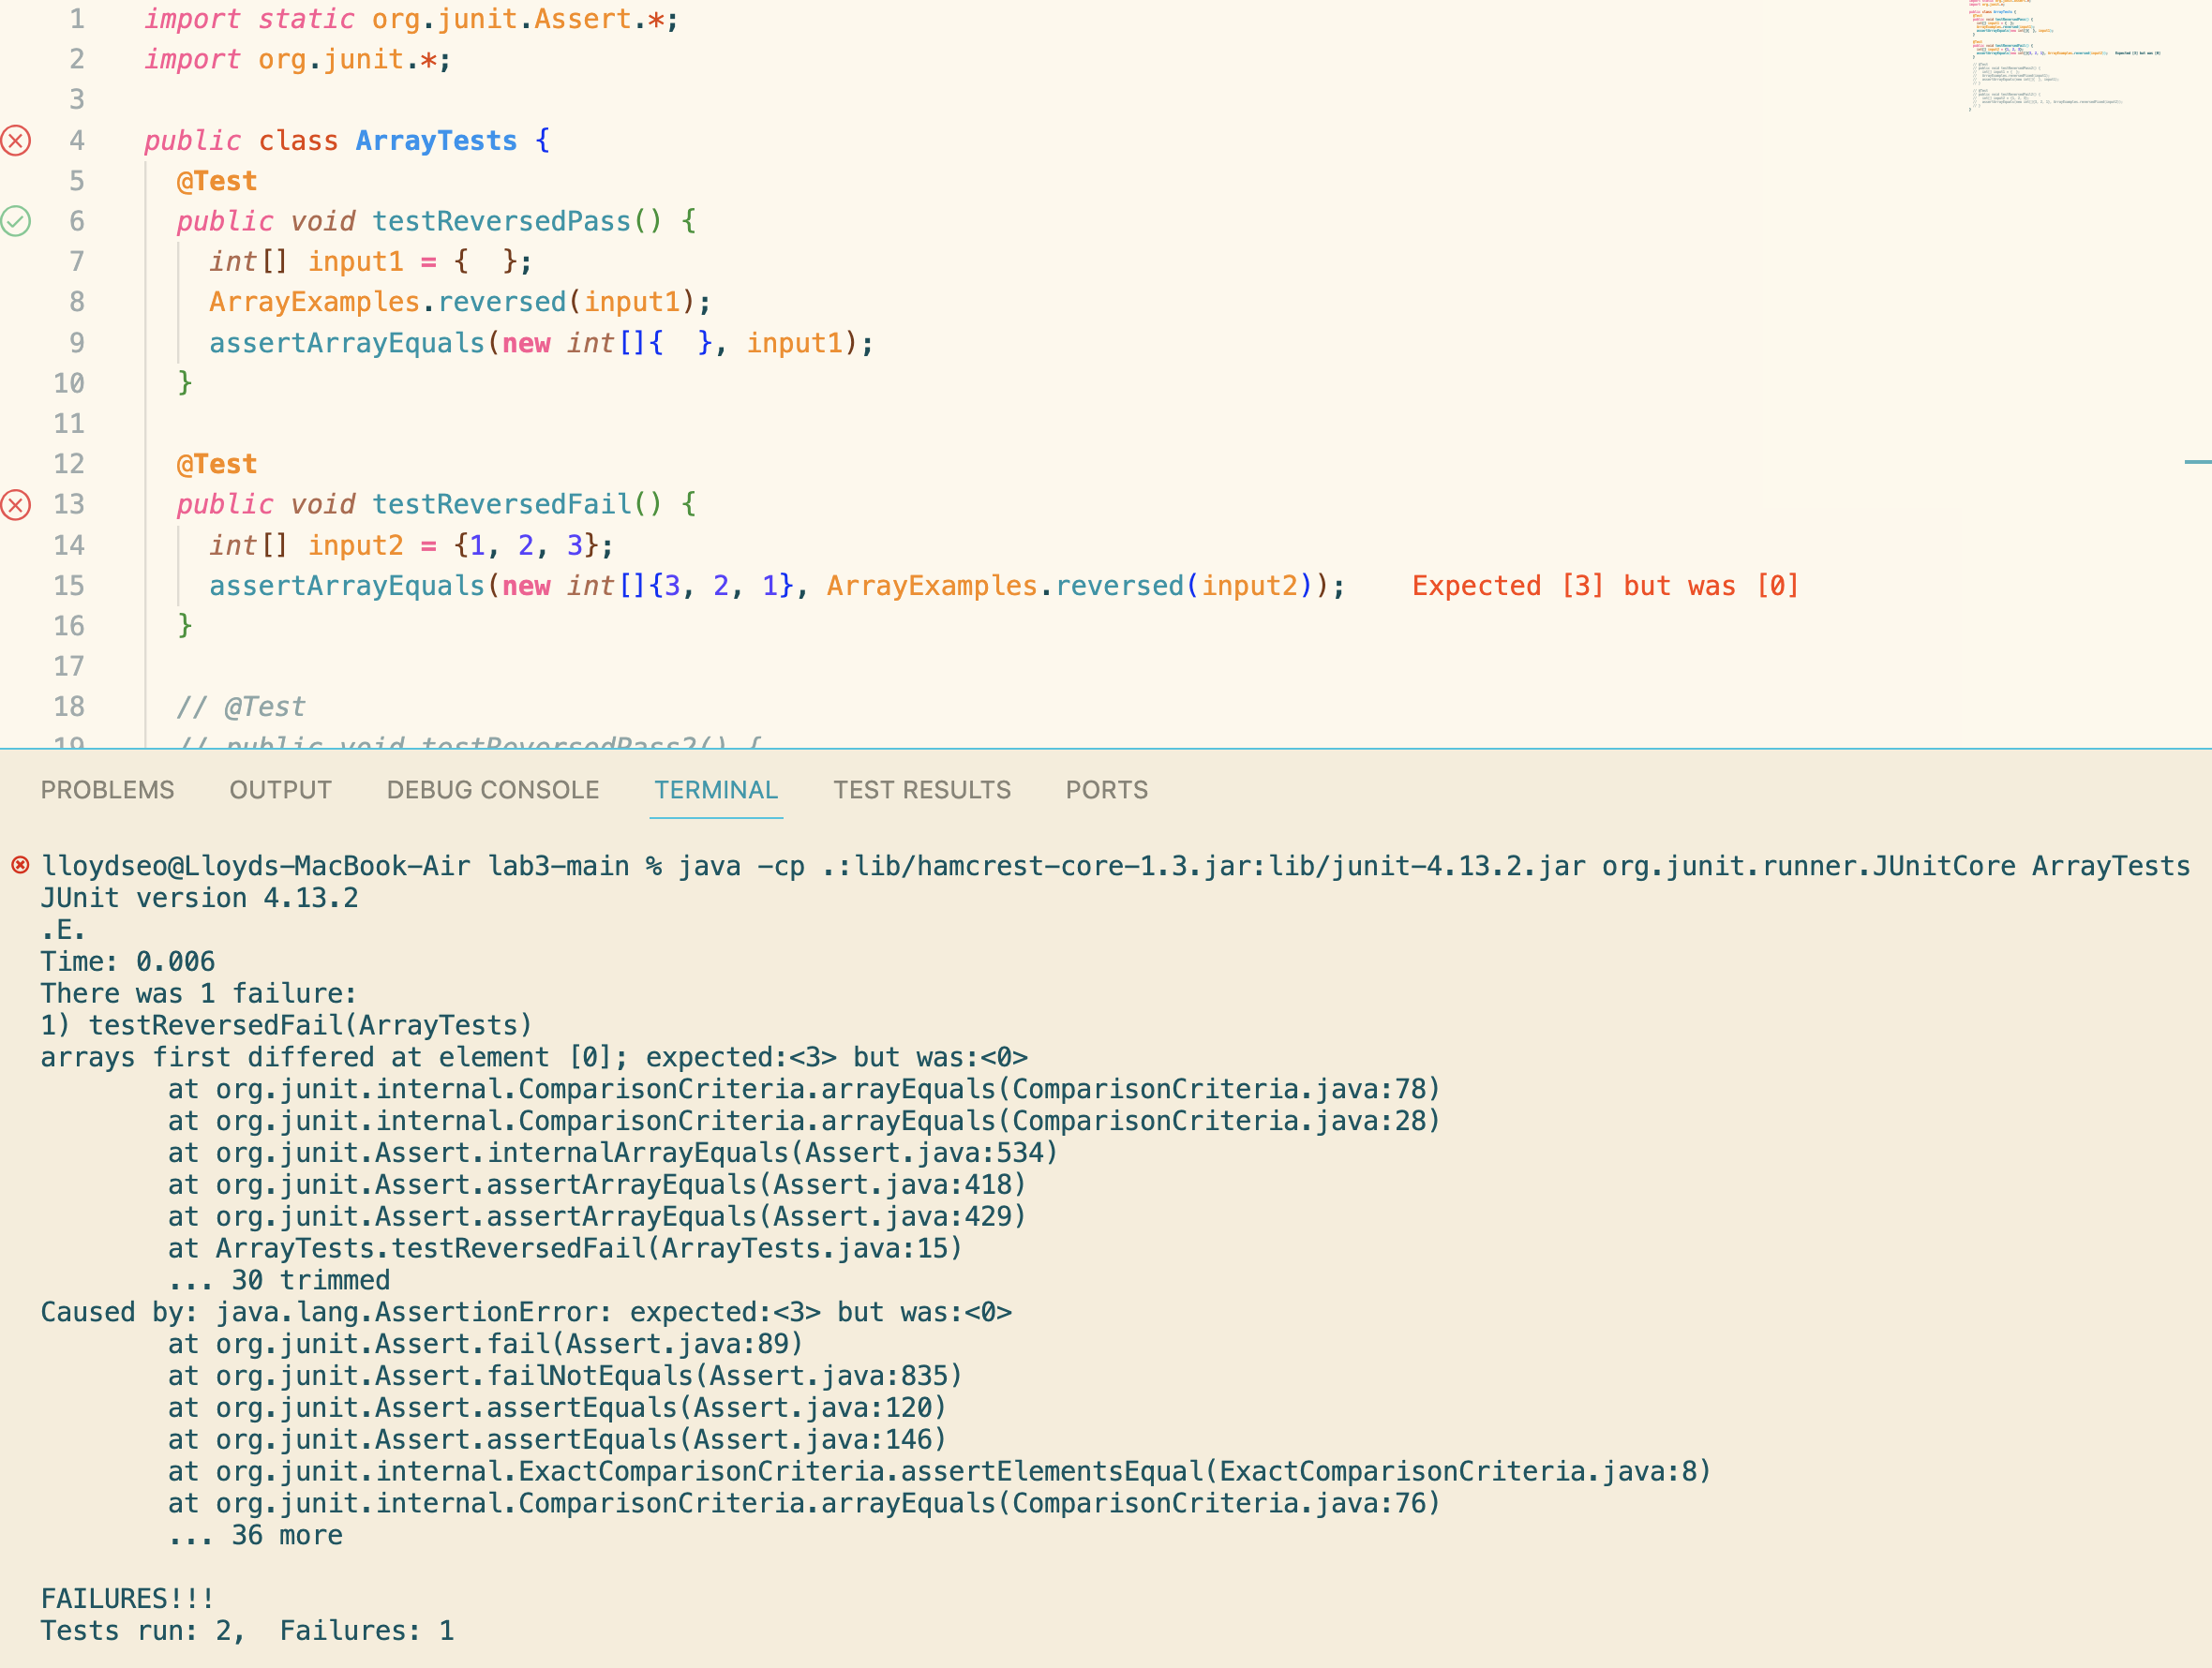 1 import static org.junit.Assert.*;
2 import org.junit.*;
3
4 public class ArrayTests {
5 @Test
6 public void testReversedPass() {
7 int[] input1 = {  };
8 ArrayExamples.reversed(input1);
9 assertArrayEquals(new int[]{  }, input1);
10 }
11
12 @Test
13 public void testReversedFail() {
14 int[] input2 = {1, 2, 3};
15 assertArrayEquals(new int[]{3, 2, 1}, ArrayExamples.reversed(input2)); Expected [3] but was [0]
16 }
17
18 // @Test
19 // public void testReversedPass2() {
PROBLEMS OUTPUT DEBUG CONSOLE TERMINAL TEST RESULTS PORTS
lloydseo@Lloyds-MacBook-Air lab3-main % java -cp .:lib/hamcrest-core-1.3.jar:lib/junit-4.13.2.jar org.junit.runner.JUnitCore ArrayTests
JUnit version 4.13.2
.E.
Time: 0.006
There was 1 failure:
1) testReversedFail(ArrayTests)
arrays first differed at element [0]; expected:<3> but was:<0>
at org.junit.internal.ComparisonCriteria.arrayEquals(ComparisonCriteria.java:78)
at org.junit.internal.ComparisonCriteria.arrayEquals(ComparisonCriteria.java:28)
at org.junit.Assert.internalArrayEquals(Assert.java:534)
at org.junit.Assert.assertArrayEquals(Assert.java:418)
at org.junit.Assert.assertArrayEquals(Assert.java:429)
at ArrayTests.testReversedFail(ArrayTests.java:15)
... 30 trimmed
Caused by: java.lang.AssertionError: expected:<3> but was:<0>
at org.junit.Assert.fail(Assert.java:89)
at org.junit.Assert.failNotEquals(Assert.java:835)
at org.junit.Assert.assertEquals(Assert.java:120)
at org.junit.Assert.assertEquals(Assert.java:146)
at org.junit.internal.ExactComparisonCriteria.assertElementsEqual(ExactComparisonCriteria.java:8)
at org.junit.internal.ComparisonCriteria.arrayEquals(ComparisonCriteria.java:76)
... 36 more
FAILURES!!!
Tests run: 2,  Failures: 1